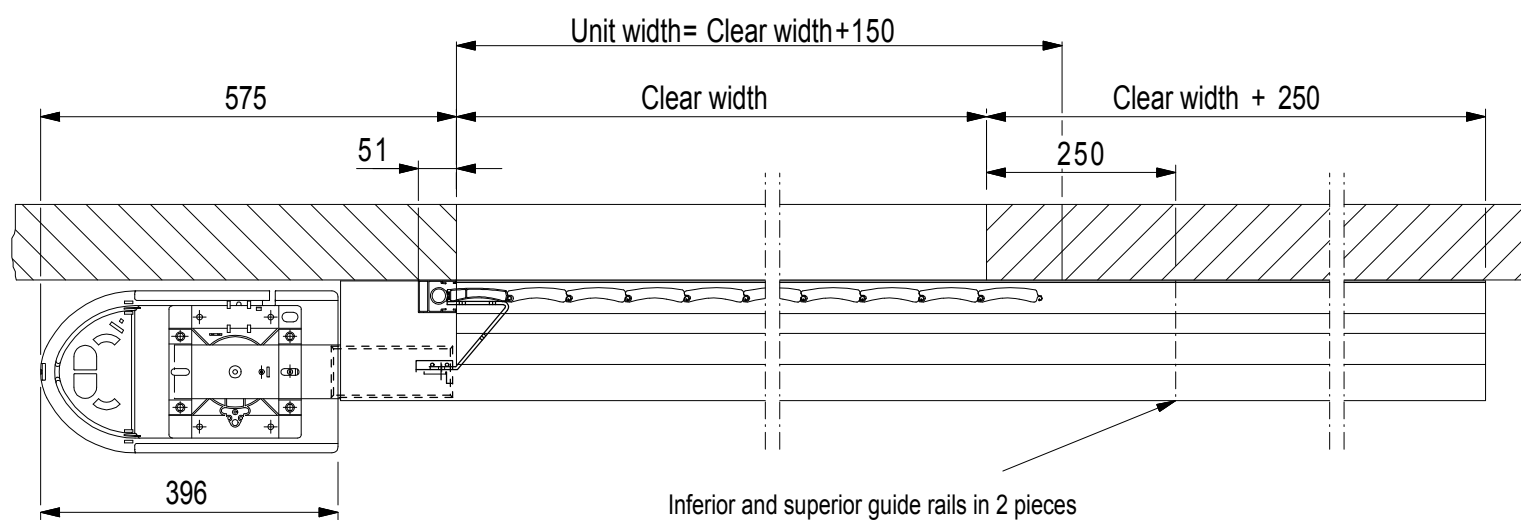 Unit width= Clear width+150
575
Clear width
Clear width + 250
51
250
396
Inferior and superior guide rails in 2 pieces